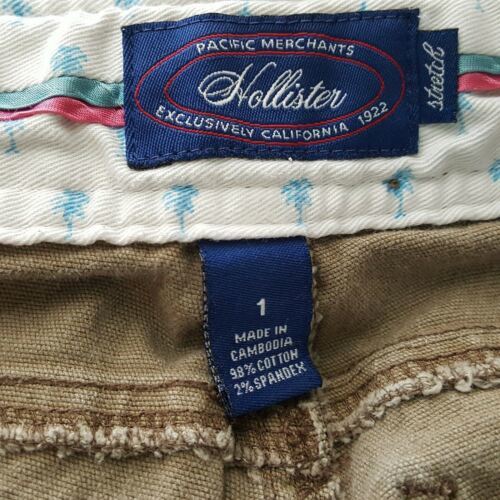 PACIFIC MERCHANTS
Hollister
EXCLUSIVELY CALIFORNIA 1922
stretch
1
MADE IN
CAMBODIA
98% COTTON
2% SPANDEX